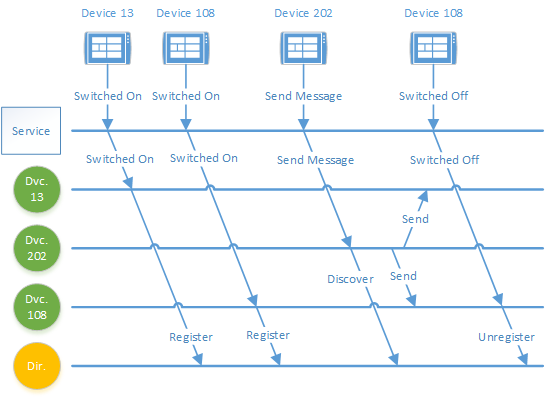 Device 13
Device 108
Device 202
Device 108
Switched On
Switched On
Send Message
Switched Off
Service
Switched On
Switched On
Send Message
Switched Off
Dvc.
13
Send
Dvc.
202
Discover
Send
Dvc.
108
Register
Register
Unregister
Dir.